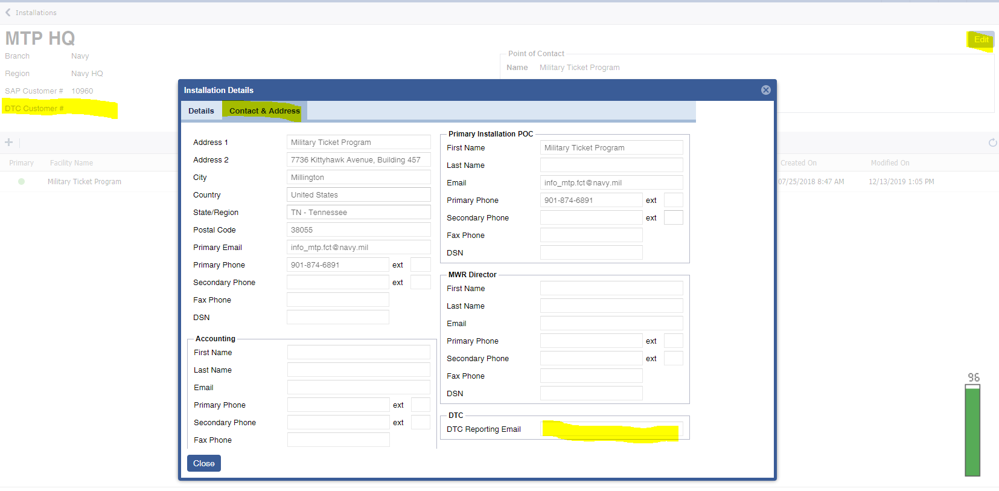 Installations
MTP HQ
Edit
Branch Navy
Region Navy HQ
SAP Customer # 10960
DTC Customer #
Point of Contact
Name Military Ticket Program
Primary Facility Name Created On Modified On
Military Ticket Program 07/25/2018 8:47 AM 12/13/2019 1:05 PM
Installation Details
Details Contact & Address
Address 1 Military Ticket Program
Address 2 7736 Kittyhawk Avenue, Building 457
City Millington
Country United States
State/Region TN - Tennessee
Postal Code 38055
Primary Email info_mtp.fct@navy.mil
Primary Phone 901-874-6891 ext
Secondary Phone ext
Fax Phone
DSN
Accounting
First Name
Last Name
Email
Primary Phone ext
Secondary Phone ext
Fax Phone
Primary Installation POC
First Name Military Ticket Program
Last Name
Email info_mtp.fct@navy.mil
Primary Phone 901-874-6891 ext
Secondary Phone ext
Fax Phone
DSN
MWR Director
First Name
Last Name
Email
Primary Phone ext
Secondary Phone ext
Fax Phone
DSN
DTC
DTC Reporting Email
Close
96